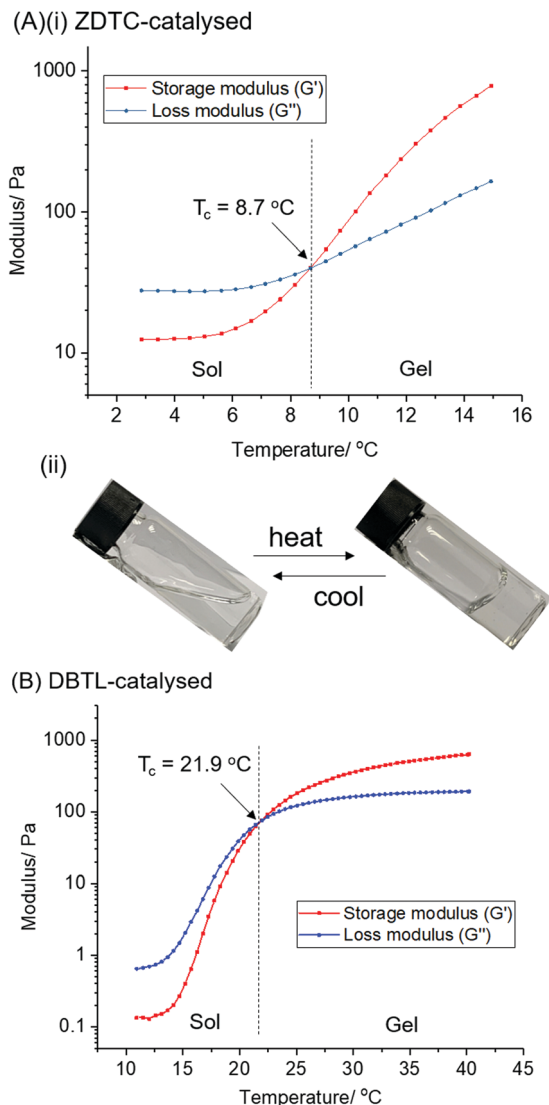 (A)(i) ZDTC-catalysed
1000
Storage modulus (G')
Loss modulus (G'')
Modulus/ Pa
100
T_c = 8.7 °C
10
Sol
Gel
2 4 6 8 10 12 14 16
Temperature/ °C
(ii)
heat
cool
(B) DBTL-catalysed
1000
T_c = 21.9 °C
100
Modulus/ Pa
10
Storage modulus (G')
Loss modulus (G'')
1
0.1
Sol
Gel
10 15 20 25 30 35 40 45
Temperature/ °C